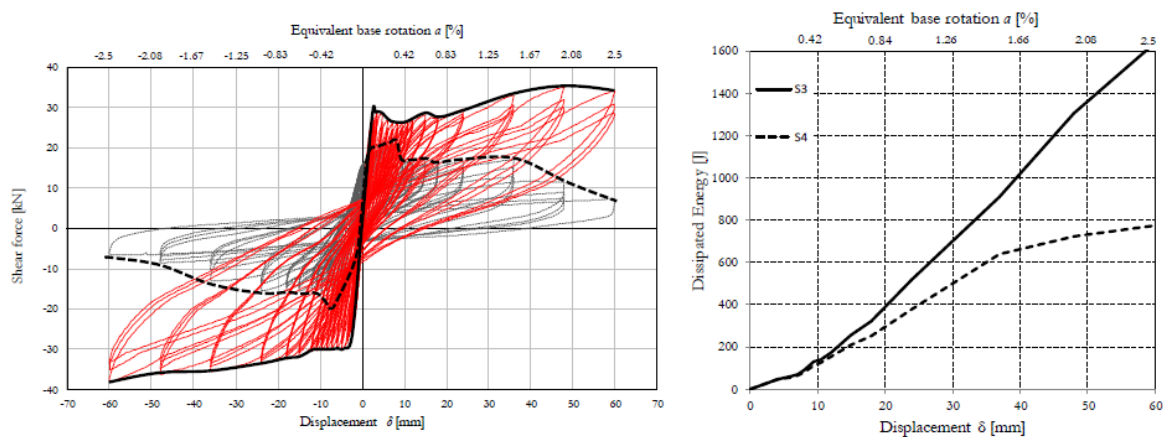 Equivalent base rotation a [%]
-2.5 -2.08 -1.67 -1.25 -0.83 -0.42 0.42 0.83 1.25 1.67 2.08 2.5
40
30
20
10
0
-10
-20
-30
-40
Shear force [kN]
-70 -60 -50 -40 -30 -20 -10 0 10 20 30 40 50 60 70
Displacement δ [mm]
Equivalent base rotation a [%]
0.42 0.84 1.26 1.66 2.08 2.5
1600
1400
1200
1000
800
600
400
200
0
Dissipated Energy [J]
S3
S4
0 10 20 30 40 50 60
Displacement δ [mm]